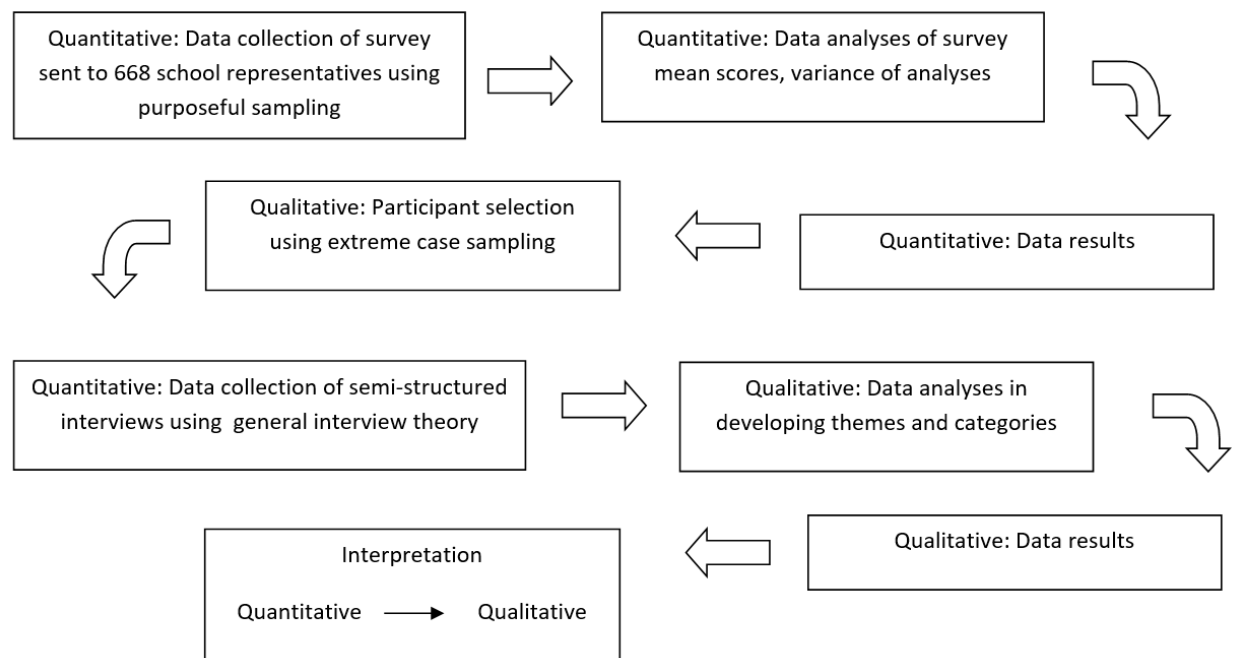 Quantitative: Data collection of survey
sent to 668 school representatives using
purposeful sampling
Quantitative: Data analyses of survey
mean scores, variance of analyses
Quantitative: Data results
Qualitative: Participant selection
using extreme case sampling
Quantitative: Data collection of semi-structured
interviews using general interview theory
Qualitative: Data analyses in
developing themes and categories
Qualitative: Data results
Interpretation
Quantitative Qualitative